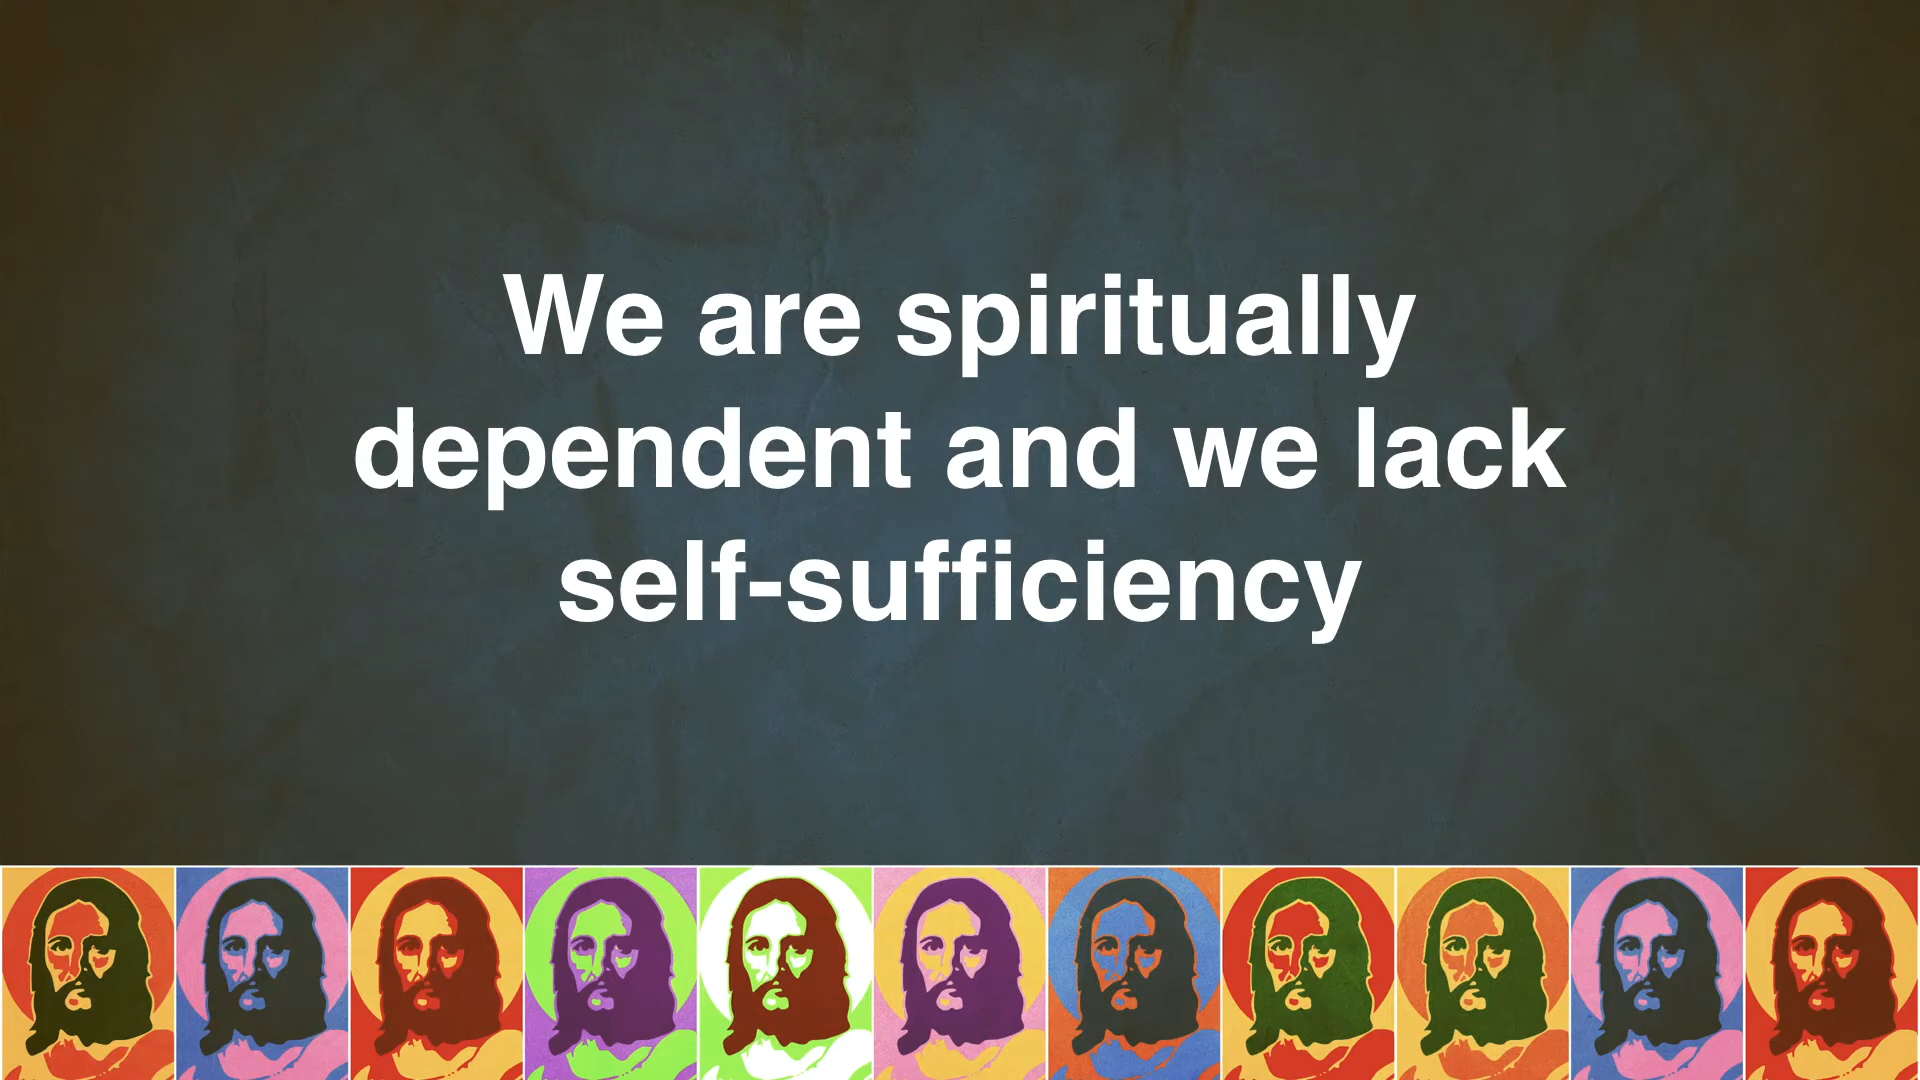 We are spiritually
dependent and we lack
self-sufficiency